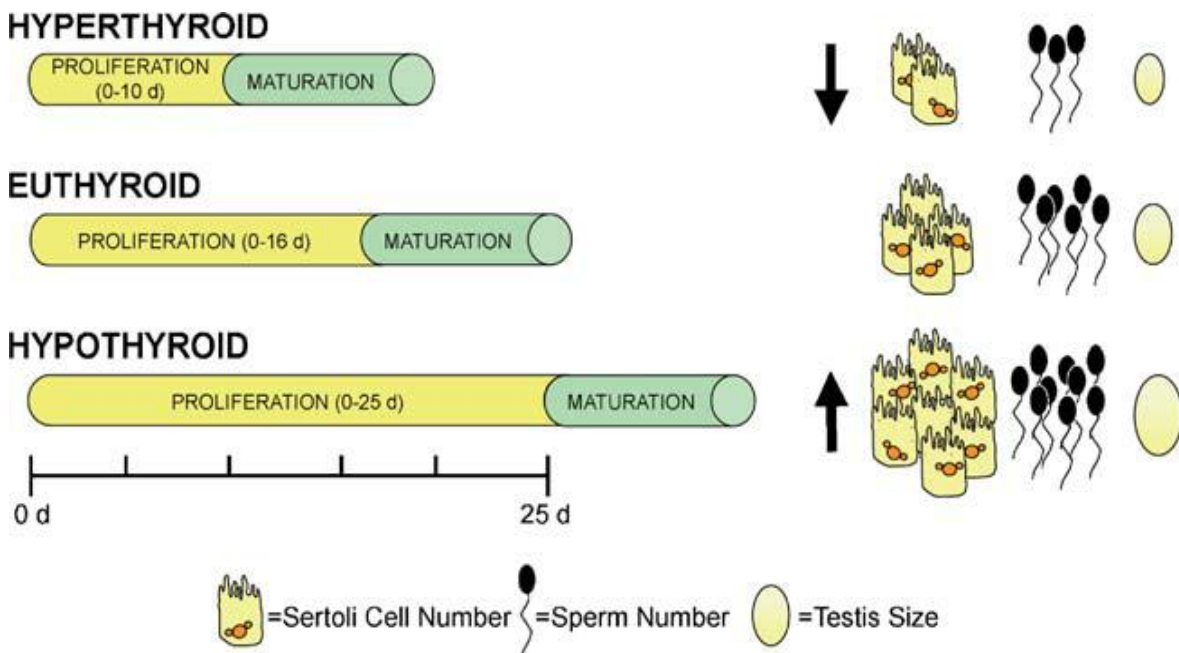 HYPERTHYROID
PROLIFERATION
(0-10 d)
MATURATION
EUTHYROID
PROLIFERATION (0-16 d)
MATURATION
HYPOTHYROID
PROLIFERATION (0-25 d)
MATURATION
0 d
25 d
=Sertoli Cell Number
=Sperm Number
=Testis Size